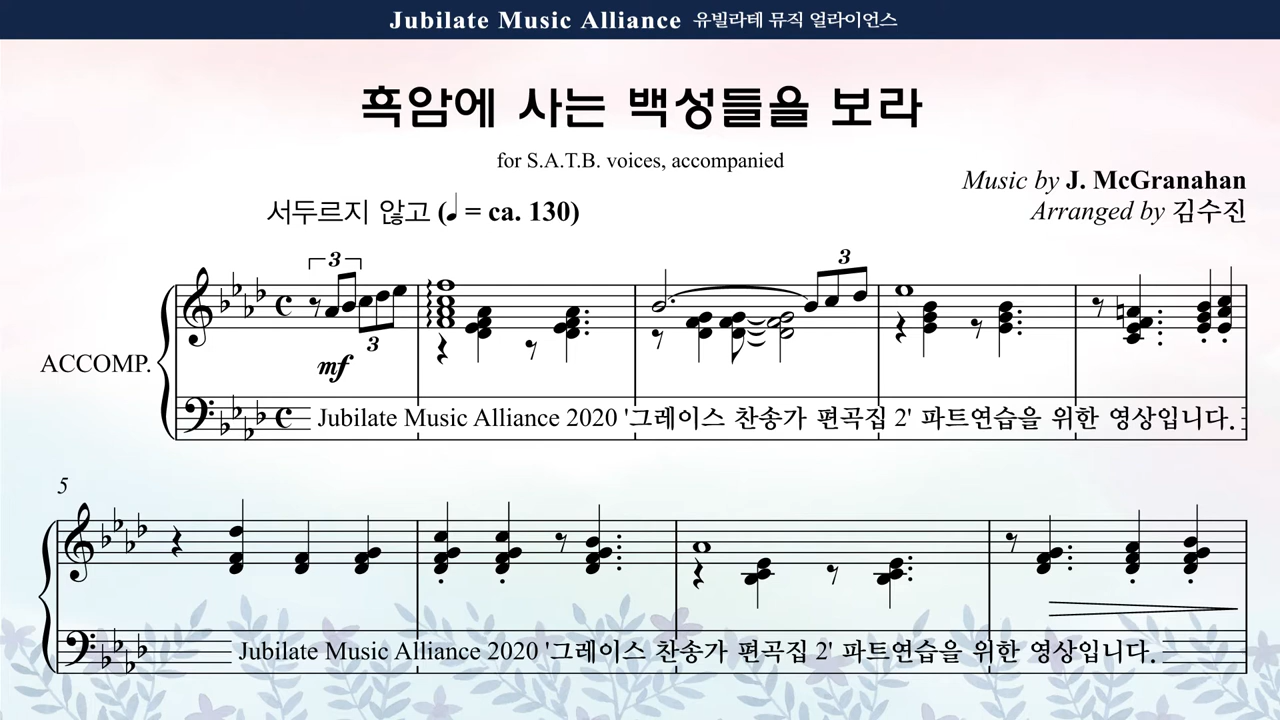 Jubilate Music Alliance 유빌라테 뮤직 얼라이언스
흑암에 사는 백성들을 보라
for S.A.T.B. voices, accompanied
Music by J. McGranahan
서두르지 않고 (♩ = ca. 130)
Arranged by 김수진
3
3
3
mf
ACCOMP.
Jubilate Music Alliance 2020 '그레이스 찬송가 편곡집 2' 파트연습을 위한 영상입니다.
5
Jubilate Music Alliance 2020 '그레이스 찬송가 편곡집 2' 파트연습을 위한 영상입니다.